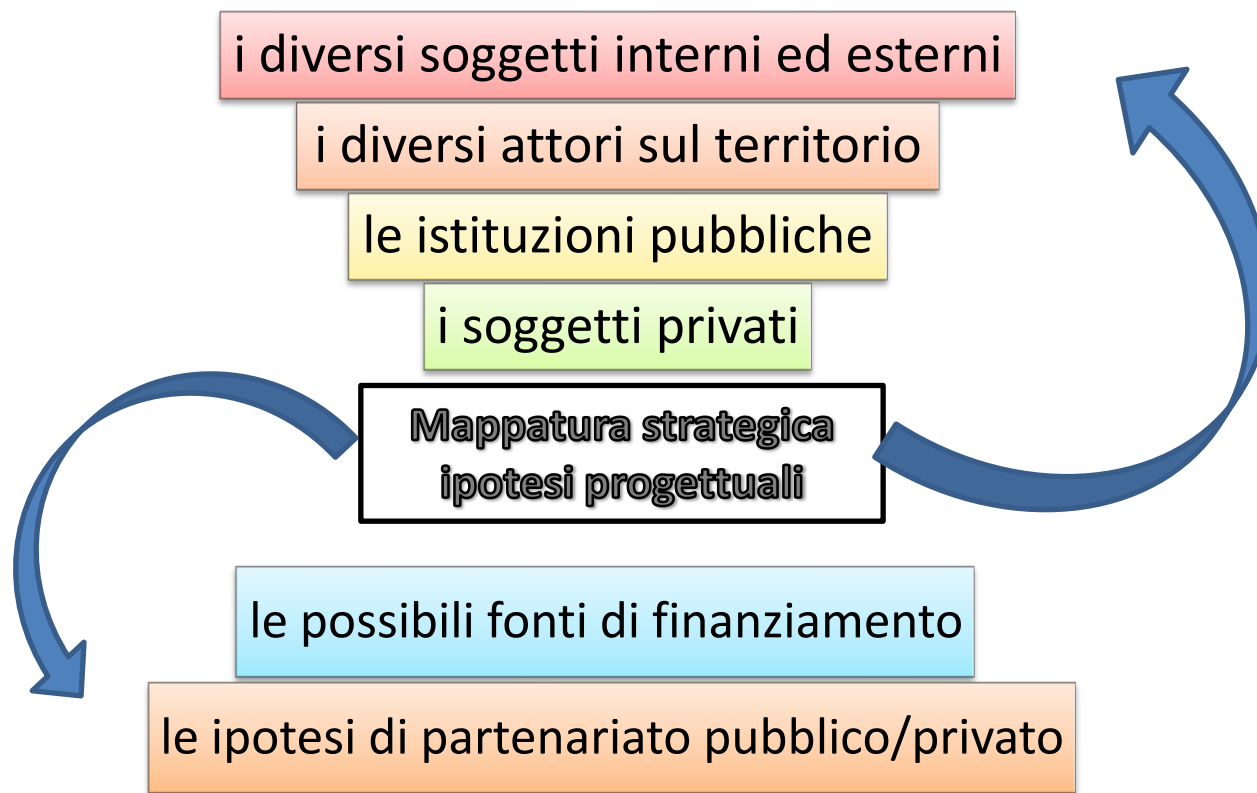 i diversi soggetti interni ed esterni
i diversi attori sul territorio
le istituzioni pubbliche
i soggetti privati
Mappatura strategica
ipotesi progettuali
le possibili fonti di finanziamento
le ipotesi di partenariato pubblico/privato